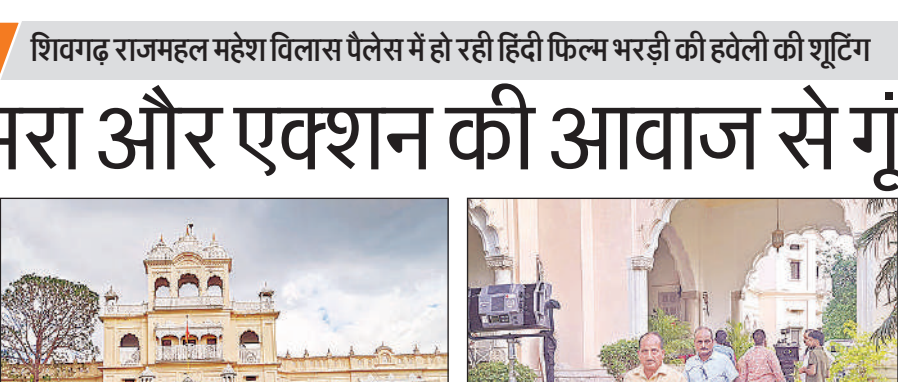 शिवगढ़ राजमहल महेश विलास पैलेस में हो रही हिंदी फिल्म भरड़ी की हवेली की शूटिंग
और एक्शन की आवाज से